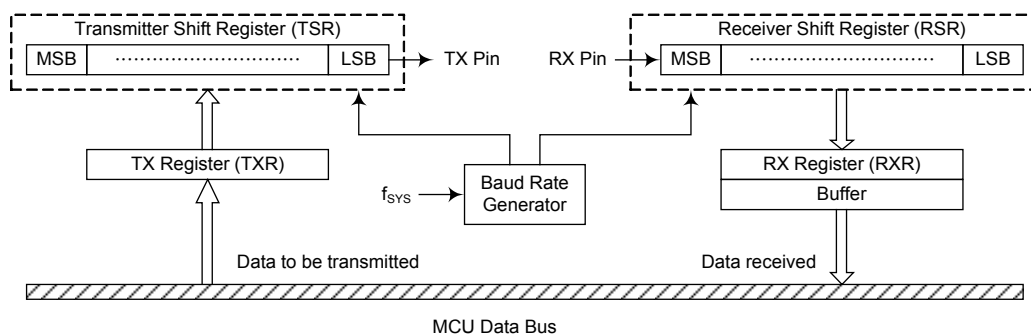 Transmitter Shift Register (TSR)
MSB ………………………… LSB
TX Pin
RX Pin
Receiver Shift Register (RSR)
MSB ………………………… LSB
TX Register (TXR)
fSYS
Baud Rate
Generator
RX Register (RXR)
Buffer
Data to be transmitted
Data received
MCU Data Bus